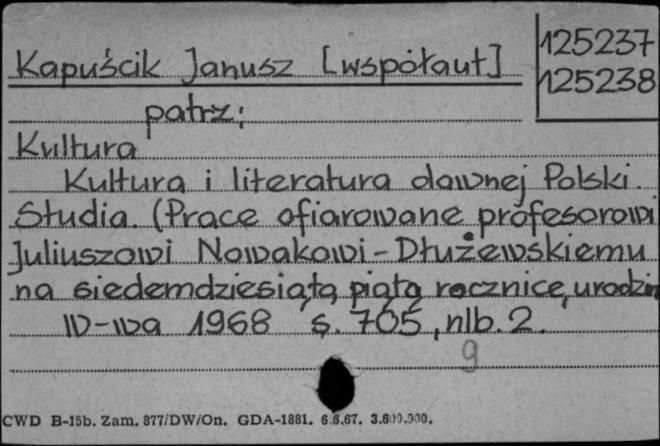 125237
Kapuścik Janusz [współaut]
125238
patrz:
Kultura
Kultura i literatura dawnej Polski.
Studia. (Prace ofiarowane profesorowi
Juliuszowi Nowakowi-Dłużewskiemu
na siedemdziesiątą piątą rocznicę urodzin
W-wa 1968 s. 705, nlb. 2.
9
CWD B-15b. Zam. 877/DW/On. GDA-1881. 6.6.67. 3.600.000.